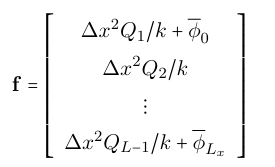 f = [ Δx²Q₁/k + ϕ̅₀
Δx²Q₂/k
⋮
Δx²Q_{L−1}/k + ϕ̅_{Lₓ} ]